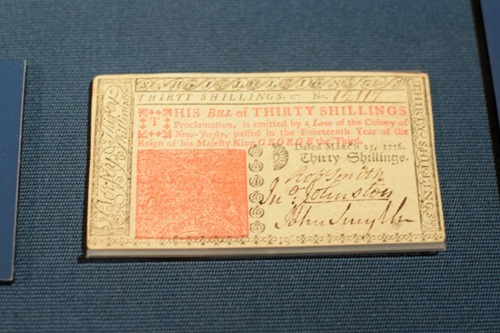 THIRTY SHILLINGS. No.
THIS BILL of THIRTY SHILLINGS
Proclamation, is emitted by a Law of the Colony of
New-Jersey, passed in the Fourteenth Year of the
Reign of his Majesty King GEORGE the Third.
Dated March 25, 1776.
Thirty Shillings.
Robt Smith
Jno Johnston
John Smyth